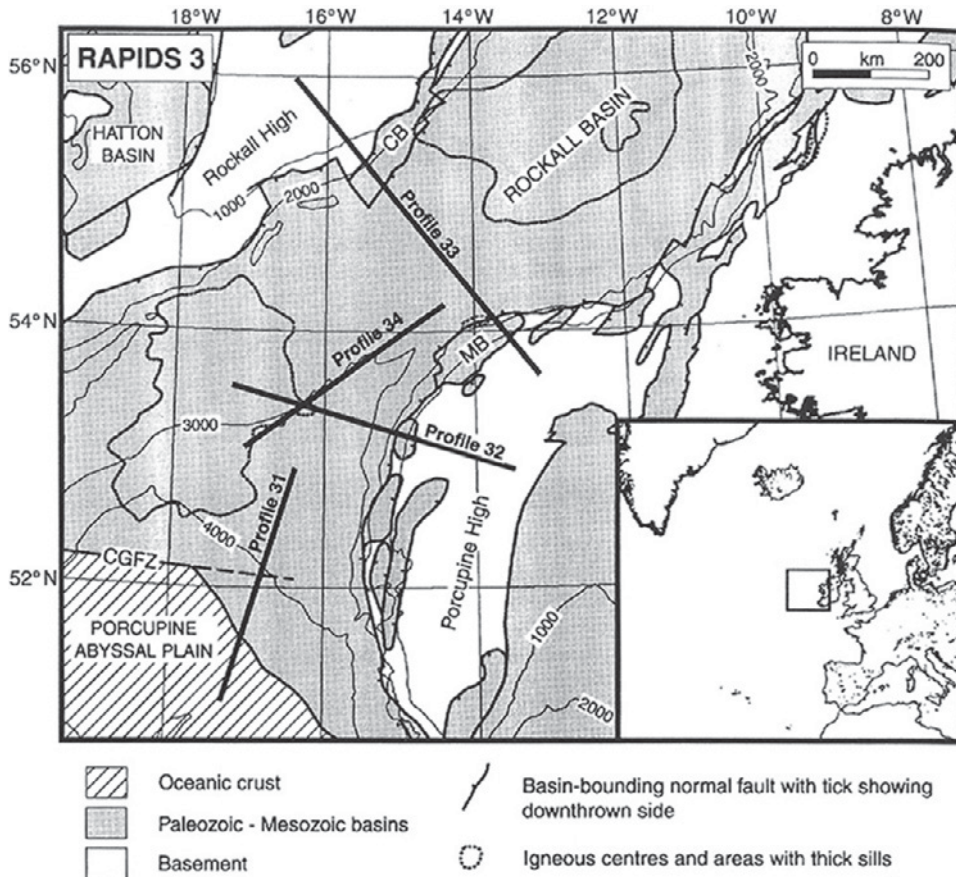 18°W 16°W 14°W 12°W 10°W 8°W
56°N
RAPIDS 3
2000
0 km 200
HATTON
BASIN
Rockall High
CB
ROCKALL BASIN
1000
2000
Profile 33
54°N
Profile 34
MB
IRELAND
3000
Profile 32
Profile 31
4000
Porcupine High
CGFZ
52°N
1000
PORCUPINE
ABYSSAL PLAIN
2000
Oceanic crust
Basin-bounding normal fault with tick showing
downthrown side
Paleozoic - Mesozoic basins
Basement
Igneous centres and areas with thick sills